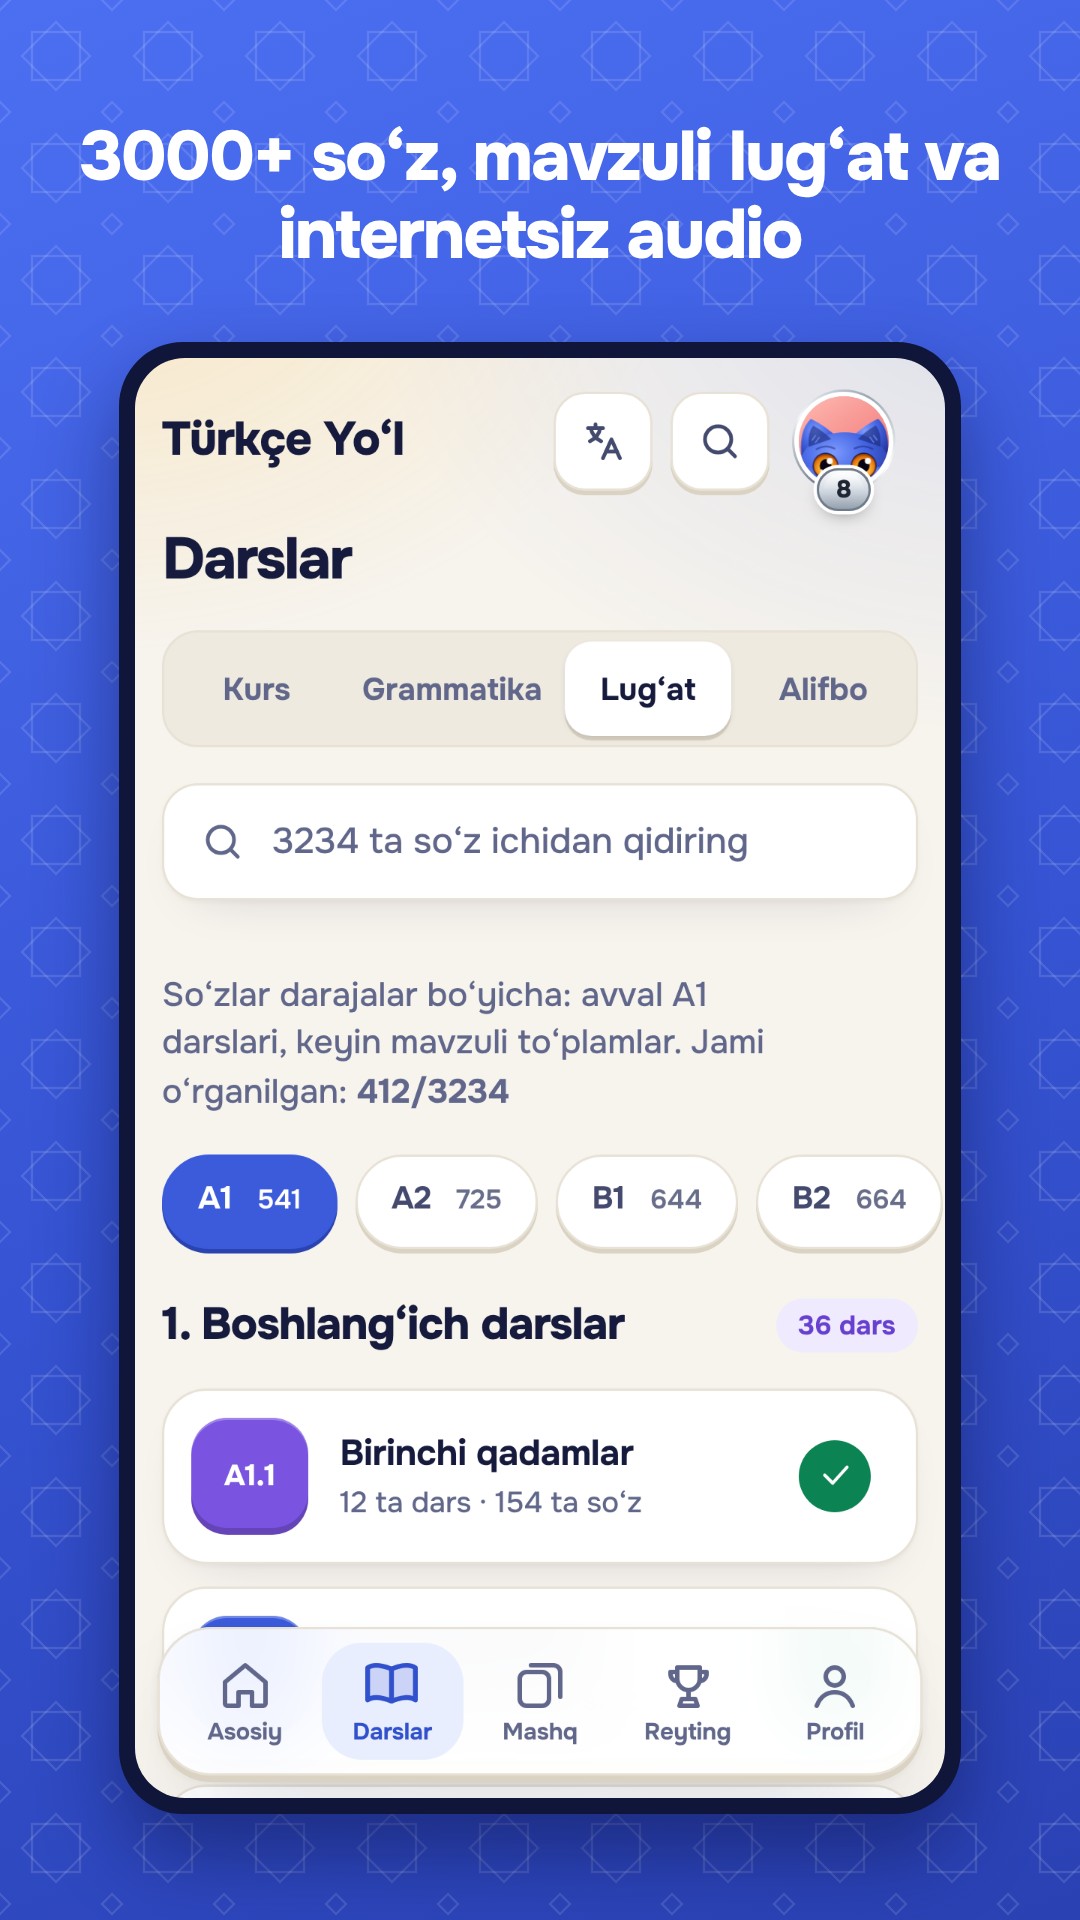 3000+ so‘z, mavzuli lug‘at va
internetsiz audio
Türkçe Yo‘l
8
Darslar
Kurs Grammatika Lug‘at Alifbo
3234 ta so‘z ichidan qidiring
So‘zlar darajalar bo‘yicha: avval A1
darslari, keyin mavzuli to‘plamlar. Jami
o‘rganilgan: 412/3234
A1 541 A2 725 B1 644 B2 664
1. Boshlang‘ich darslar 36 dars
A1.1 Birinchi qadamlar
12 ta dars · 154 ta so‘z
Asosiy Darslar Mashq Reyting Profil